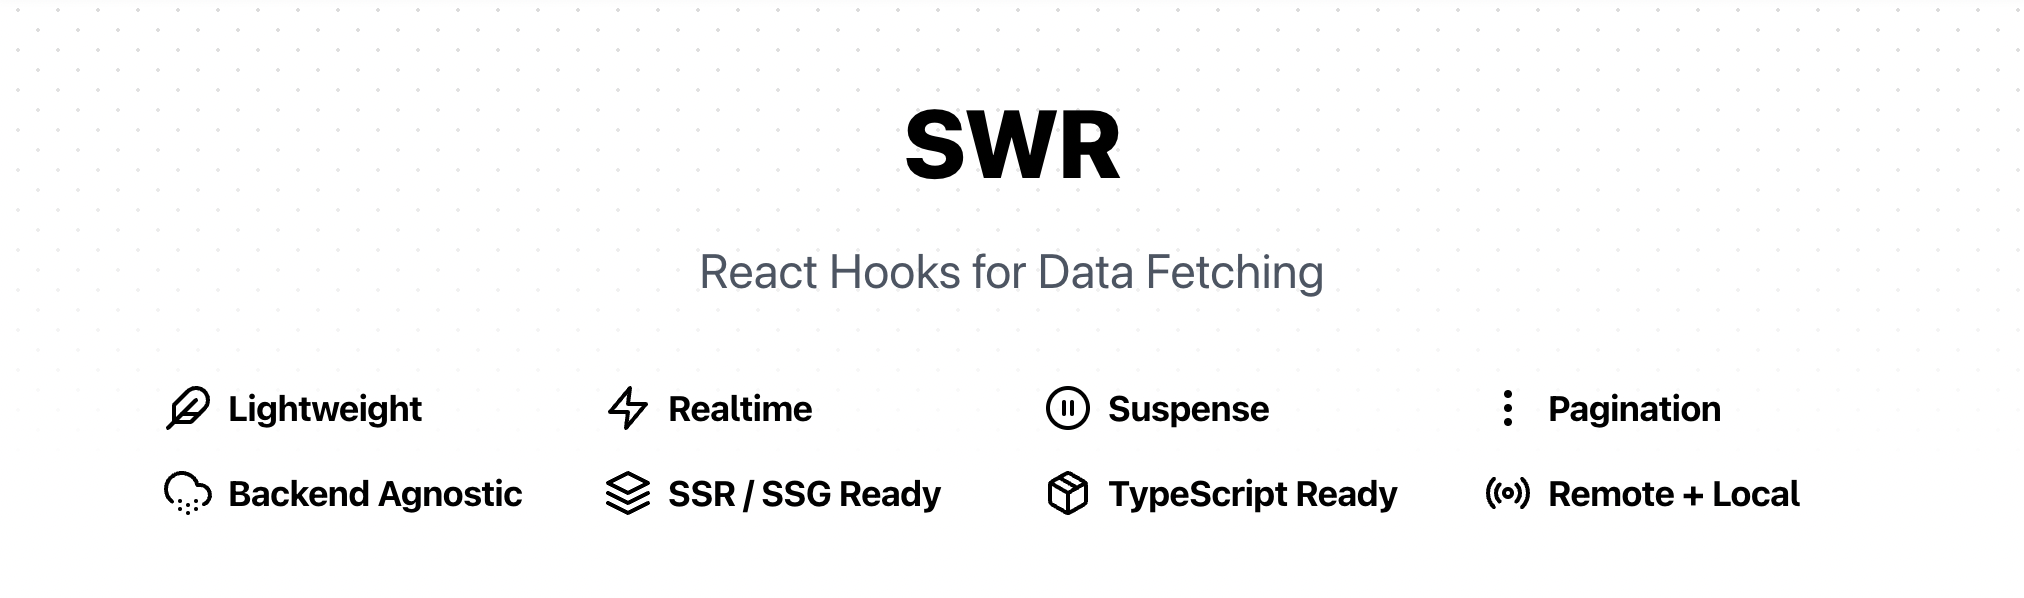 SWR
React Hooks for Data Fetching
Lightweight
Realtime
Suspense
Pagination
Backend Agnostic
SSR / SSG Ready
TypeScript Ready
Remote + Local